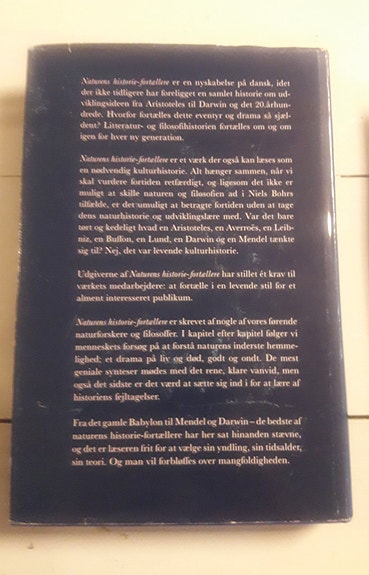 Naturens historie-fortællere er en nyskabelse på dansk, idet
der ikke tidligere har foreligget en samlet historie om ud-
viklingsideen fra Aristoteles til Darwin og det 20.århun-
drede. Hvorfor fortælles dette eventyr og drama så sjæl-
dent? Litteratur- og filosofihistorien fortælles om og om
igen for hver ny generation.
Naturens historie-fortællere er et værk der også kan læses som
en nødvendig kulturhistorie. Alt hænger sammen, når vi
skal vurdere fortiden retfærdigt, og ligesom det ikke er
muligt at skille naturen og filosofien ad i Niels Bohrs
tilfælde, er det umuligt at betragte fortiden uden at tage
dens naturhistorie og udviklingslære med. Var det bare
tørt og kedeligt hvad en Aristoteles, en Averroës, en Leib-
niz, en Buffon, en Lund, en Darwin og en Mendel tænkte
sig til? Nej, det var levende kulturhistorie.
Udgiverne af Naturens historie-fortællere har stillet ét krav til
værkets medarbejdere: at fortælle i en levende stil for et
alment interesseret publikum.
Naturens historie-fortællere er skrevet af nogle af vores førende
naturforskere og filosoffer. I kapitel efter kapitel følger vi
menneskets forsøg på at forstå naturens inderste hemme-
lighed; et drama på liv og død, godt og ondt. De mest
geniale synteser mødes med det rene, klare vanvid, men
også det sidste er det værd at sætte sig ind i for at lære af
historiens fejltagelser.
Fra det gamle Babylon til Mendel og Darwin – de bedste af
naturens historie-fortællere har her sat hinanden stævne,
og det er læseren frit for at vælge sin yndling, sin tidsalder,
sin teori. Og man vil forbløffes over mangfoldigheden.